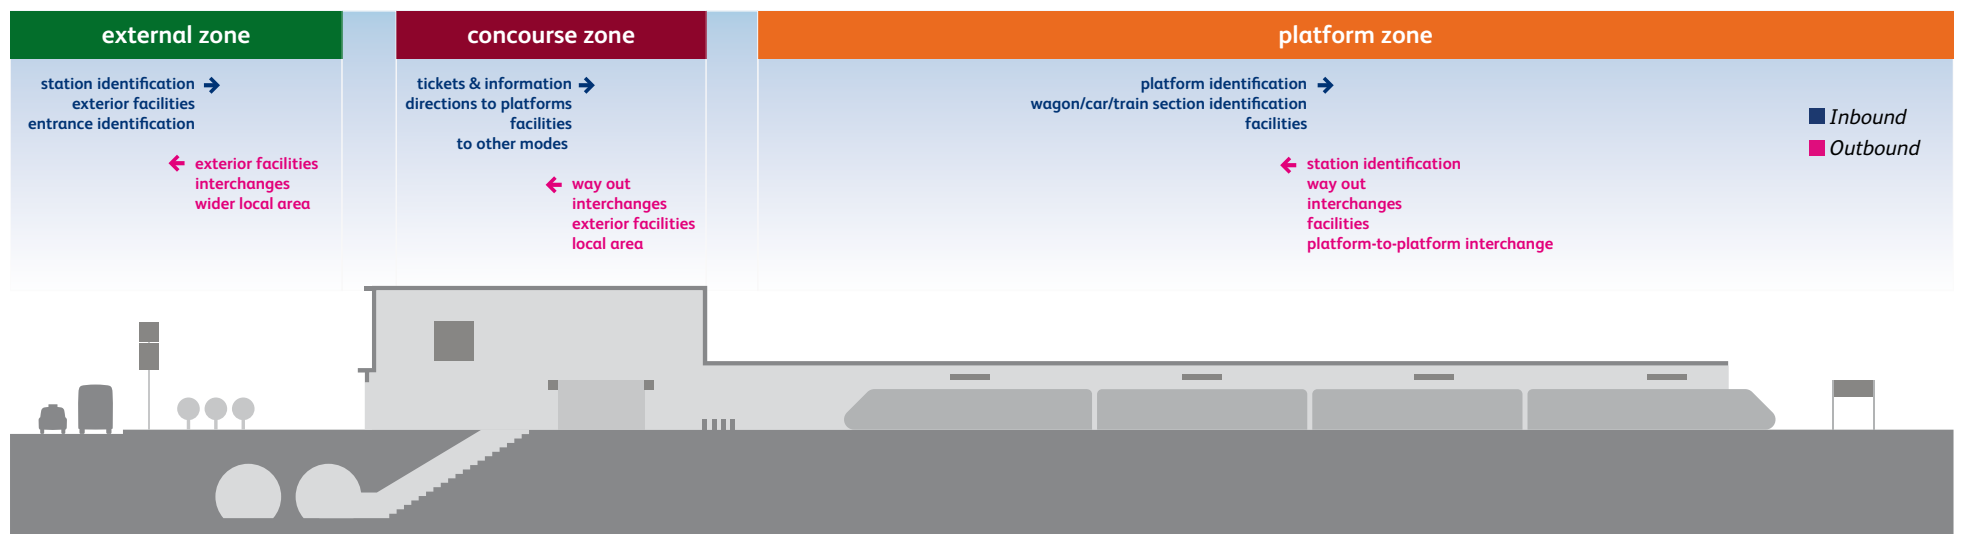 external zone
station identification
exterior facilities
entrance identification
exterior facilities
interchanges
wider local area
concourse zone
tickets & information
directions to platforms
facilities
to other modes
way out
interchanges
exterior facilities
local area
platform zone
platform identification
wagon/car/train section identification
facilities
station identification
way out
interchanges
facilities
platform-to-platform interchange
Inbound
Outbound